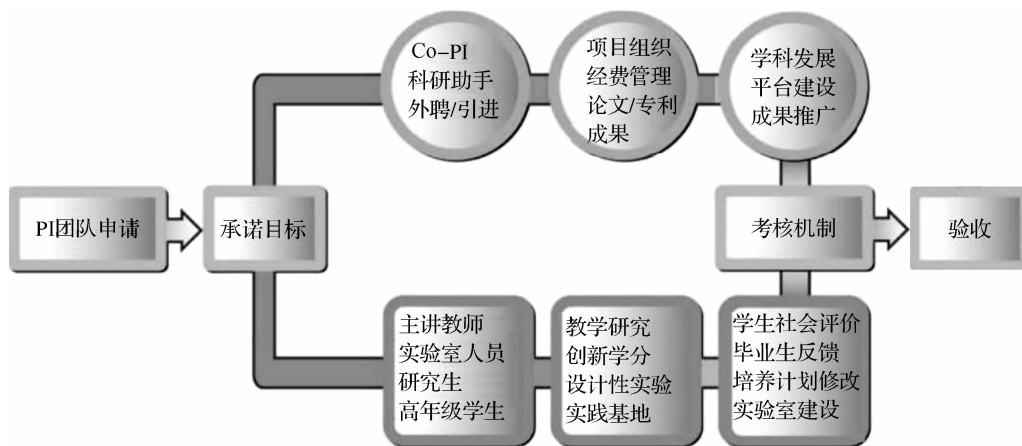 Co-PI
科研助手
外聘/引进
项目组织
经费管理
论文/专利
成果
学科发展
平台建设
成果推广
PI团队申请
承诺目标
考核机制
验收
主讲教师
实验室人员
研究生
高年级学生
教学研究
创新学分
设计性实验
实践基地
学生社会评价
毕业生反馈
培养计划修改
实验室建设